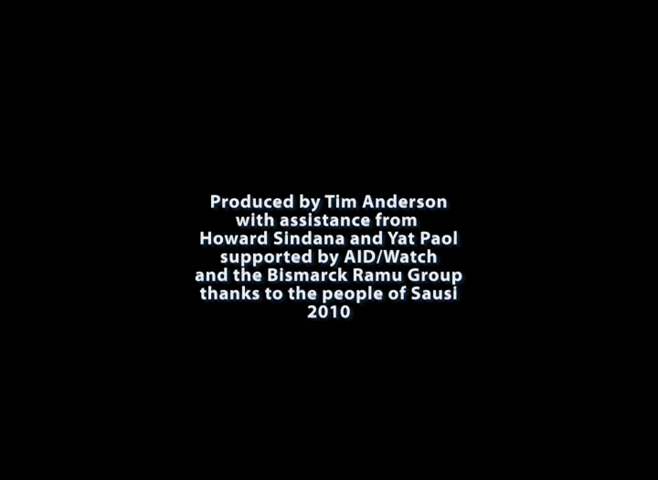 Produced by Tim Anderson
with assistance from
Howard Sindana and Yat Paol
supported by AID/Watch
and the Bismarck Ramu Group
thanks to the people of Sausi
2010